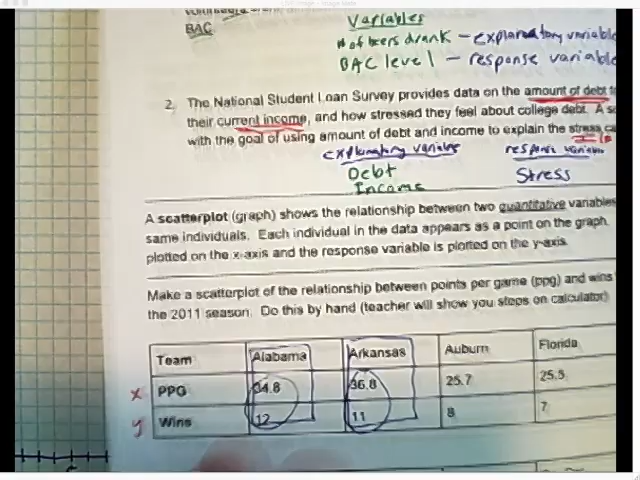 BAC
Variables
# of beers drank - explanatory variable
BAC level - response variable
2. The National Student Loan Survey provides data on the amount of debt
their current income, and how stressed they feel about college debt. A
with the goal of using amount of debt and income to explain the stress
explanatory variable response variable
Debt Stress
Income
A scatterplot (graph) shows the relationship between two quantitative variables
same individuals. Each individual in the data appears as a point on the graph.
plotted on the x-axis and the response variable is plotted on the y-axis.
Make a scatterplot of the relationship between points per game (ppg) and wins
the 2011 season. Do this by hand (teacher will show you steps on calculator)
Team Alabama Arkansas Auburn Florida
x PPG 34.8 36.8 25.7 25.5
y Wins 12 11 8 7